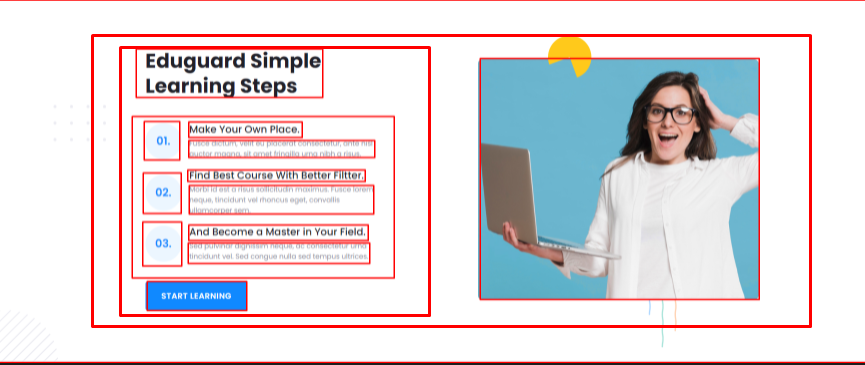 Eduguard Simple
Learning Steps
01.
Make Your Own Place.
Fusce dictum, velit eu placerat consectetur, ante nisi
auctor magna, sit amet fringilla urna nibh a risus.
02.
Find Best Course With Better Filtter.
Morbi id est a risus sollicitudin maximus. Fusce lorem
neque, tincidunt vel rhoncus eget, convallis
ullamcorper sem.
03.
And Become a Master in Your Field.
Sed pulvinar dignissim neque, ac consectetur urna
tincidunt vel. Sed congue nulla sed tempus ultrices.
START LEARNING